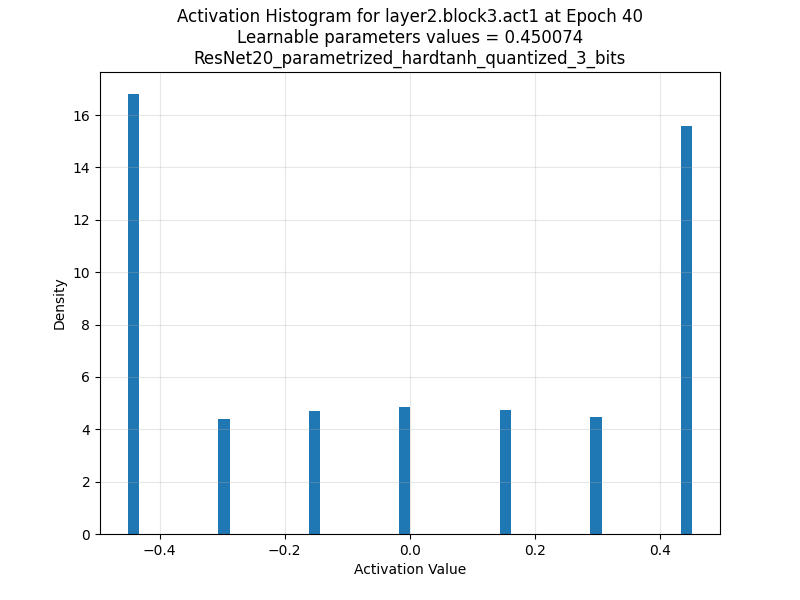 Activation Histogram for layer2.block3.act1 at Epoch 40
Learnable parameters values = 0.450074
ResNet20_parametrized_hardtanh_quantized_3_bits
16
14
12
10
8
6
4
2
0
Density
−0.4 −0.2 0.0 0.2 0.4
Activation Value